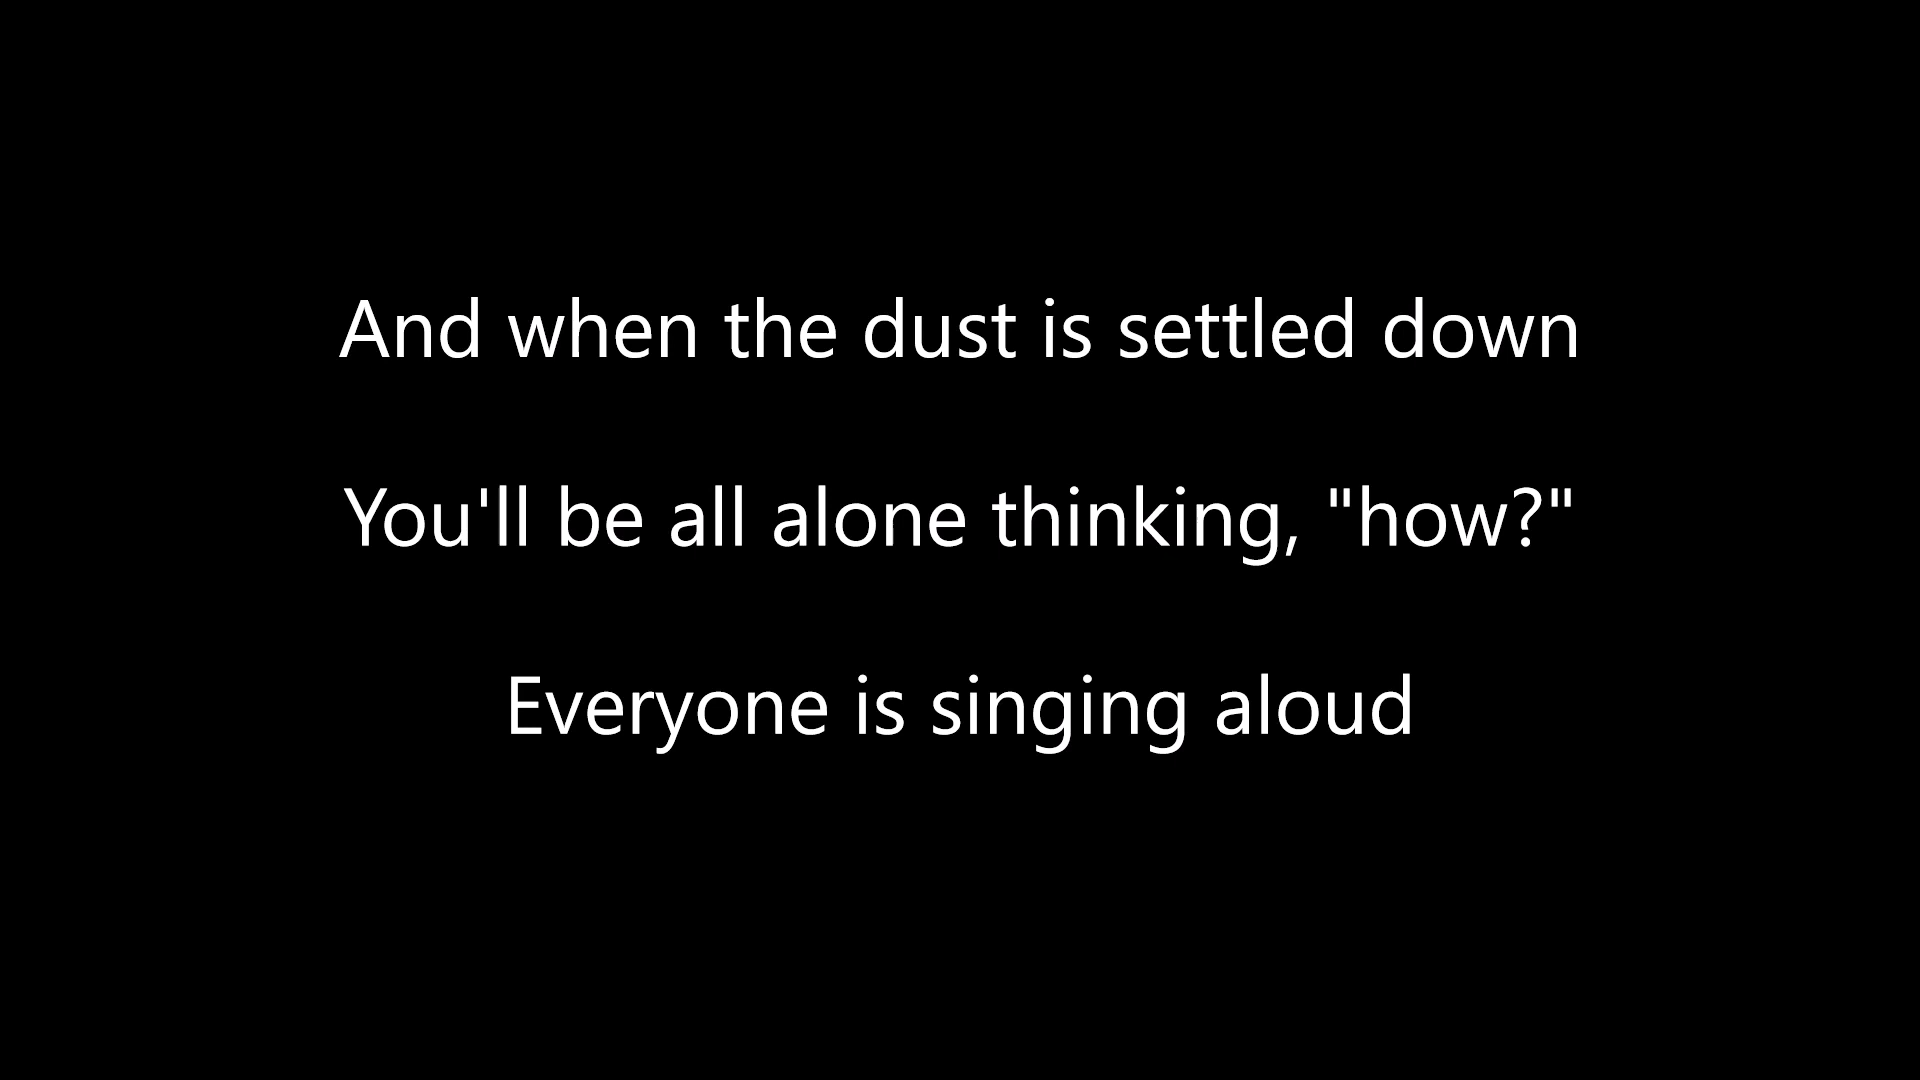 And when the dust is settled down
You'll be all alone thinking, "how?"
Everyone is singing aloud